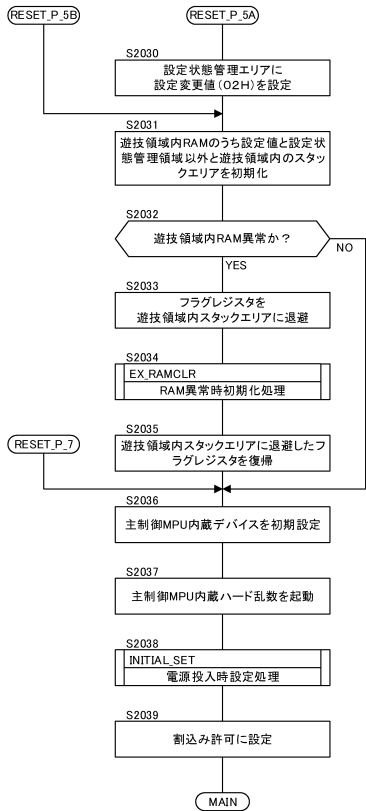 RESET_P_5B
RESET_P_5A
S2030
設定状態管理エリアに
設定変更値(02H)を設定
S2031
遊技領域内RAMのうち設定値と設定状
態管理領域以外と遊技領域内のスタッ
クエリアを初期化
S2032
遊技領域内RAM異常か？
NO
YES
S2033
フラグレジスタを
遊技領域内スタックエリアに退避
S2034
EX_RAMCLR
RAM異常時初期化処理
S2035
RESET_P_7
遊技領域内スタックエリアに退避したフ
ラグレジスタを復帰
S2036
主制御MPU内蔵デバイスを初期設定
S2037
主制御MPU内蔵ハード乱数を起動
S2038
INITIAL_SET
電源投入時設定処理
S2039
割込み許可に設定
MAIN